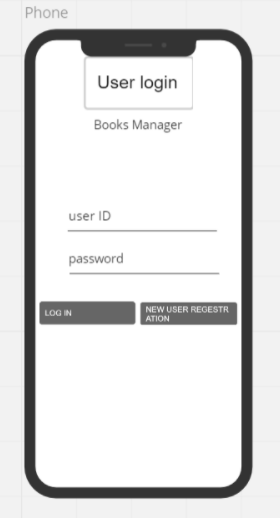 Phone
User login
Books Manager
user ID
password
LOG IN
NEW USER REGESTR
ATION